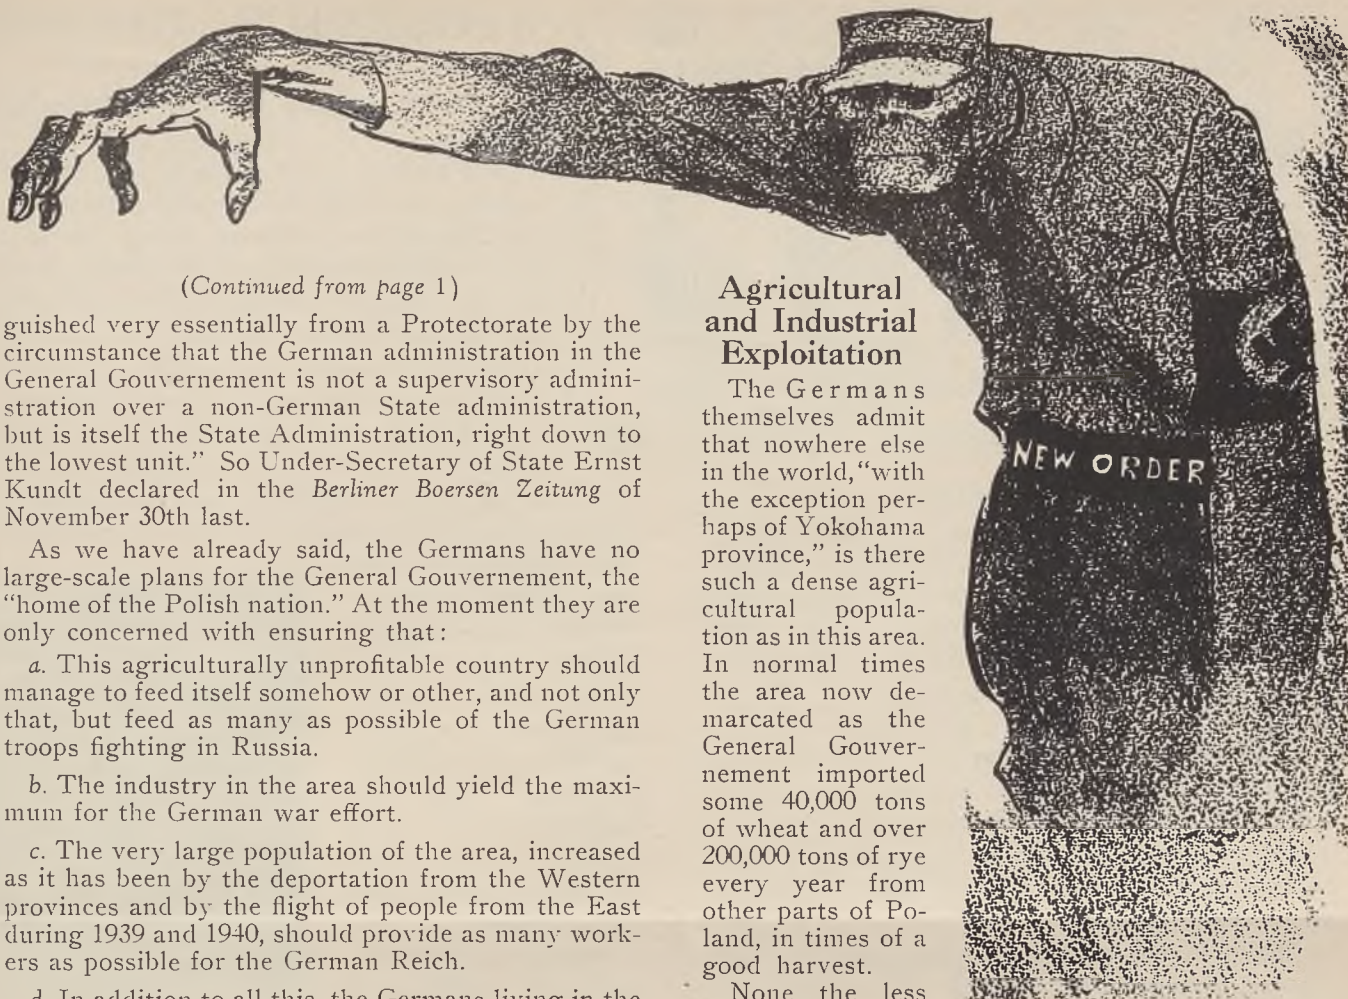 (Continued from page 1)
guished very essentially from a Protectorate by the
circumstance that the German administration in the
General Gouvernement is not a supervisory admini-
stration over a non-German State administration,
but is itself the State Administration, right down to
the lowest unit.” So Under-Secretary of State Ernst
Kundt declared in the Berliner Boersen Zeitung of
November 30th last.
As we have already said, the Germans have no
large-scale plans for the General Gouvernement, the
“home of the Polish nation.” At the moment they are
only concerned with ensuring that:
a. This agriculturally unprofitable country should
manage to feed itself somehow or other, and not only
that, but feed as many as possible of the German
troops fighting in Russia.
b. The industry in the area should yield the maxi-
mum for the German war effort.
c. The very large population of the area, increased
as it has been by the deportation from the Western
provinces and by the flight of people from the East
during 1939 and 1940, should provide as many work-
ers as possible for the German Reich.
d. In addition to all this, the Germans living in the
Agricultural
and Industrial
Exploitation
The Germans
themselves admit
that nowhere else
in the world, “with
the exception per-
haps of Yokohama
province,” is there
such a dense agri-
cultural popula-
tion as in this area.
In normal times
the area now de-
marcated as the
General Gouver-
nement imported
some 40,000 tons
of wheat and over
200,000 tons of rye
every year from
other parts of Po-
land, in times of a
good harvest.
None the less
NEW ORDER